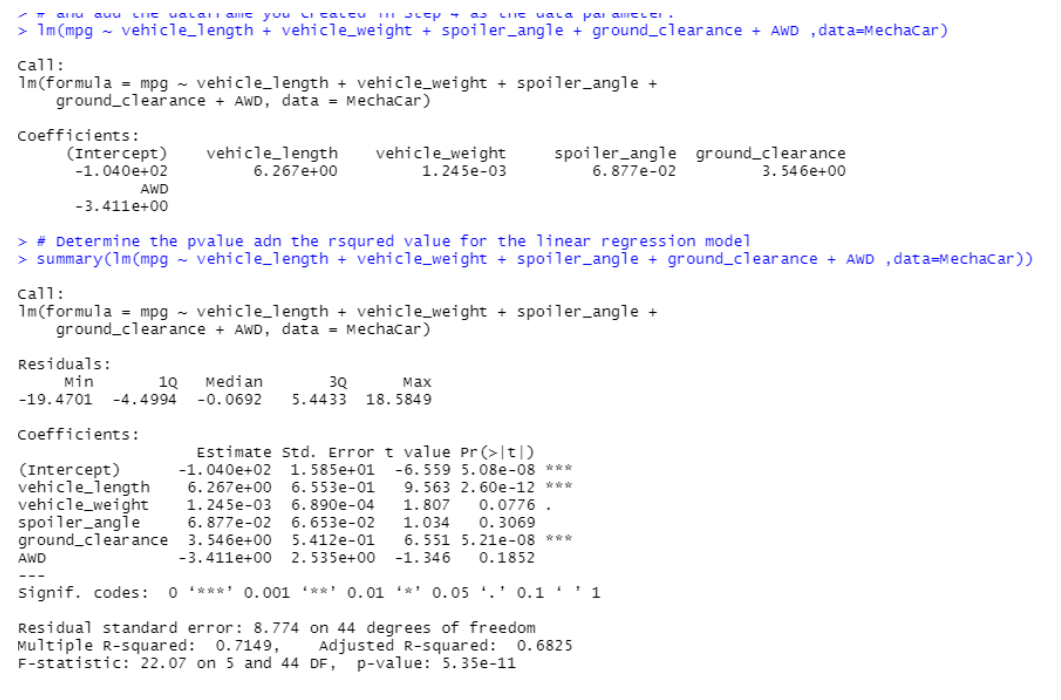 > # and add the dataframe you created in Step 4 as the data parameter.
> lm(mpg ~ vehicle_length + vehicle_weight + spoiler_angle + ground_clearance + AWD ,data=MechaCar)
Call:
lm(formula = mpg ~ vehicle_length + vehicle_weight + spoiler_angle +
    ground_clearance + AWD, data = MechaCar)
Coefficients:
     (Intercept)    vehicle_length    vehicle_weight     spoiler_angle  ground_clearance
      -1.040e+02         6.267e+00         1.245e-03         6.877e-02         3.546e+00
             AWD
      -3.411e+00
> # Determine the pvalue adn the rsqured value for the linear regression model
> summary(lm(mpg ~ vehicle_length + vehicle_weight + spoiler_angle + ground_clearance + AWD ,data=MechaCar))
Call:
lm(formula = mpg ~ vehicle_length + vehicle_weight + spoiler_angle +
    ground_clearance + AWD, data = MechaCar)
Residuals:
     Min       1Q   Median       3Q      Max
-19.4701  -4.4994  -0.0692   5.4433  18.5849
Coefficients:
                   Estimate Std. Error t value Pr(>|t|)
(Intercept)      -1.040e+02  1.585e+01  -6.559 5.08e-08 ***
vehicle_length    6.267e+00  6.553e-01   9.563 2.60e-12 ***
vehicle_weight    1.245e-03  6.890e-04   1.807   0.0776 .
spoiler_angle     6.877e-02  6.653e-02   1.034   0.3069
ground_clearance  3.546e+00  5.412e-01   6.551 5.21e-08 ***
AWD              -3.411e+00  2.535e+00  -1.346   0.1852
---
Signif. codes:  0 ‘***’ 0.001 ‘**’ 0.01 ‘*’ 0.05 ‘.’ 0.1 ‘ ’ 1
Residual standard error: 8.774 on 44 degrees of freedom
Multiple R-squared:  0.7149,    Adjusted R-squared:  0.6825
F-statistic: 22.07 on 5 and 44 DF,  p-value: 5.35e-11